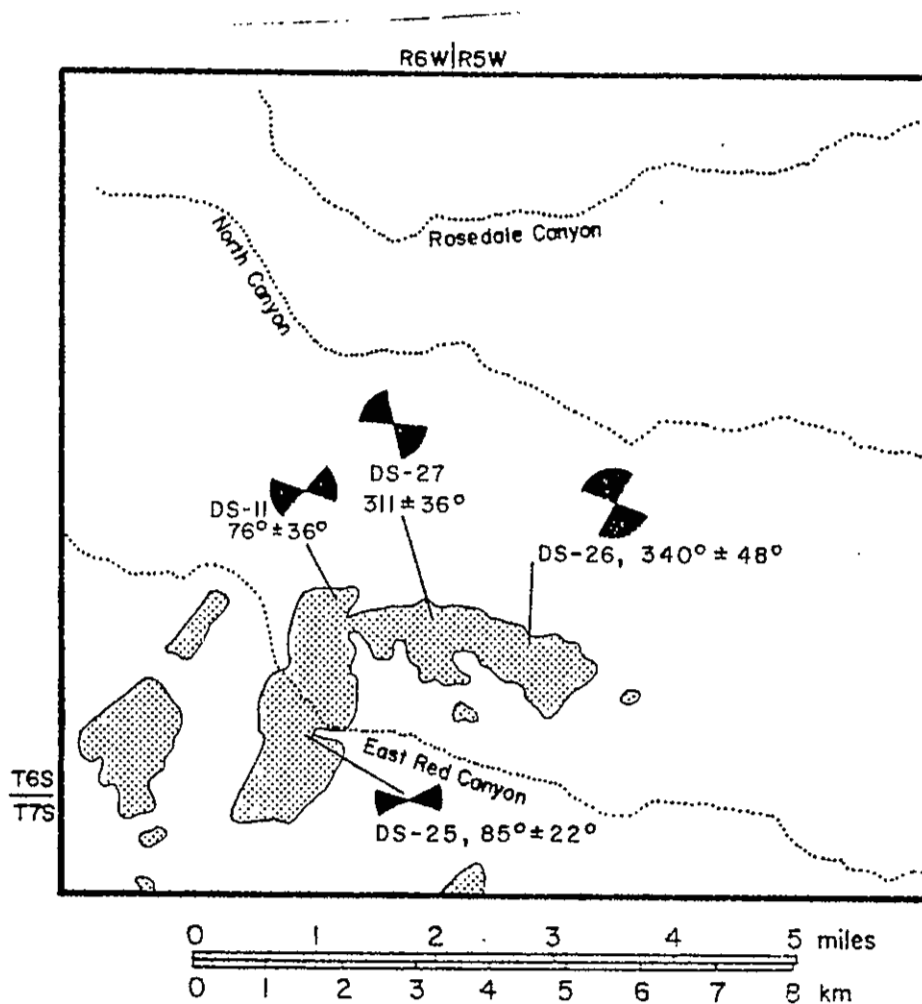 R6W|R5W
Rosedale Canyon
North Canyon
DS-27
311±36°
DS-11
76°±36°
DS-26, 340°±48°
East Red Canyon
T6S
T7S
DS-25, 85°±22°
0 1 2 3 4 5 miles
0 1 2 3 4 5 6 7 8 km